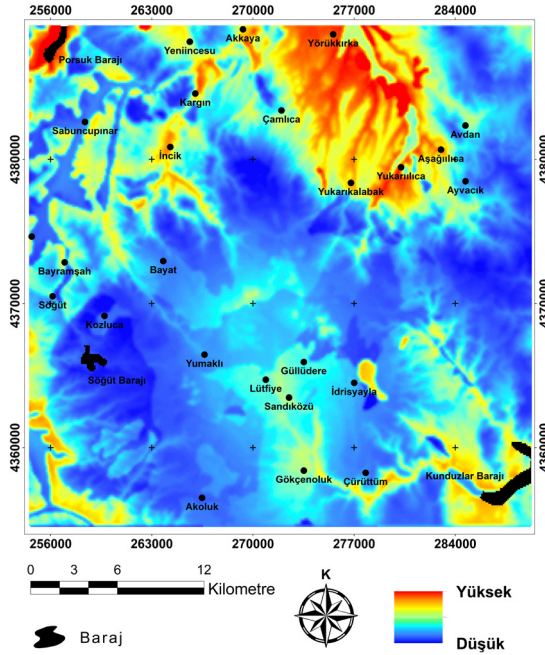 256000 263000 270000 277000 284000
Akkaya
Yörükkırka
Yeniincesu
Porsuk Barajı
Kargın
Çamlıca
Sabuncupınar
Avdan
4380000 İncik Aşağıılıca 4380000
Yukarıılıca
Yukarıkalabak Ayvacık
Bayramşah Bayat
Söğüt 4370000 4370000
Kozluca
Yumaklı
Güllüdere
Söğüt Barajı Lütfiye İdrisyayla
Sandıközü
4360000 4360000
Gökçenoluk Çürüttüm Kunduzlar Barajı
Akoluk
256000 263000 270000 277000 284000
0 3 6 12
Kilometre
K
Yüksek
Baraj
Düşük